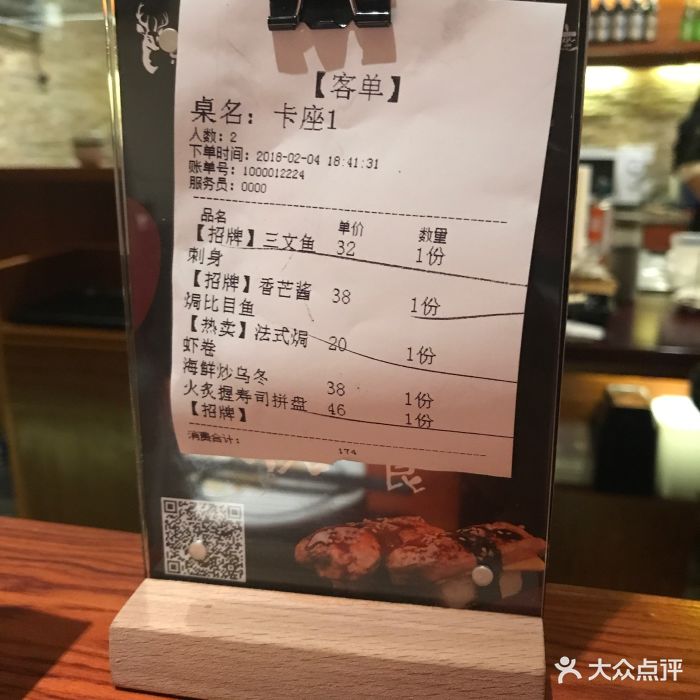 【客单】
桌名：卡座1
人数：2
下单时间：2018-02-04 18:41:31
账单号：1000012224
服务员：0000
品名 单价 数量
【招牌】三文鱼 32 1份
刺身
【招牌】香芒酱 38 1份
焗比目鱼
【热卖】法式焗 20 1份
虾卷
海鲜炒乌冬 38 1份
火炙握寿司拼盘 46 1份
【招牌】
消费合计： 174
大众点评